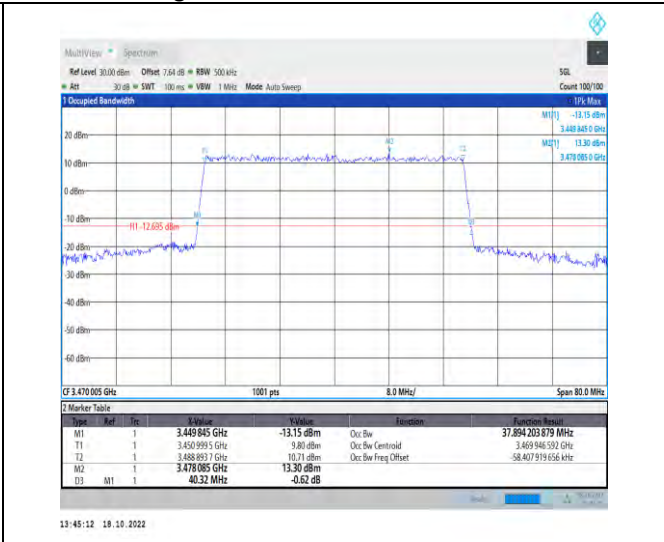 MultiView Spectrum
Ref Level 30.00 dBm Offset 7.64 dB RBW 500 kHz SGL
Att 30 dB SWT 100 ms VBW 1 MHz Mode Auto Sweep Count 100/100
1 Occupied Bandwidth 1Pk Max
M1[1] -13.15 dBm
3.449 845 0 GHz
M2[1] 13.30 dBm
3.478 085 0 GHz
20 dBm
M2
T1 T2
10 dBm
0 dBm
-10 dBm
M1
H1 -12.695 dBm
-20 dBm
-30 dBm
-40 dBm
-50 dBm
-60 dBm
CF 3.470 005 GHz 1001 pts 8.0 MHz/ Span 80.0 MHz
2 Marker Table
Type Ref Trc X-Value Y-Value Function Function Result
M1 1 3.449 845 GHz -13.15 dBm Occ Bw 37.894 203 879 MHz
T1 1 3.450 999 5 GHz 9.80 dBm Occ Bw Centroid 3.469 946 592 GHz
T2 1 3.488 893 7 GHz 10.71 dBm Occ Bw Freq Offset -58.407 919 656 kHz
M2 1 3.478 085 GHz 13.30 dBm
D3 M1 1 40.32 MHz -0.62 dB
13:45:12 18.10.2022